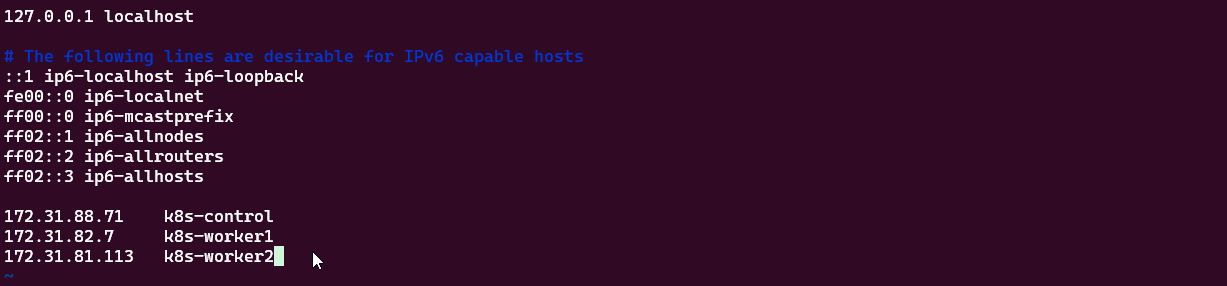 127.0.0.1 localhost

# The following lines are desirable for IPv6 capable hosts
::1 ip6-localhost ip6-loopback
fe00::0 ip6-localnet
ff00::0 ip6-mcastprefix
ff02::1 ip6-allnodes
ff02::2 ip6-allrouters
ff02::3 ip6-allhosts

172.31.88.71    k8s-control
172.31.82.7     k8s-worker1
172.31.81.113   k8s-worker2
~